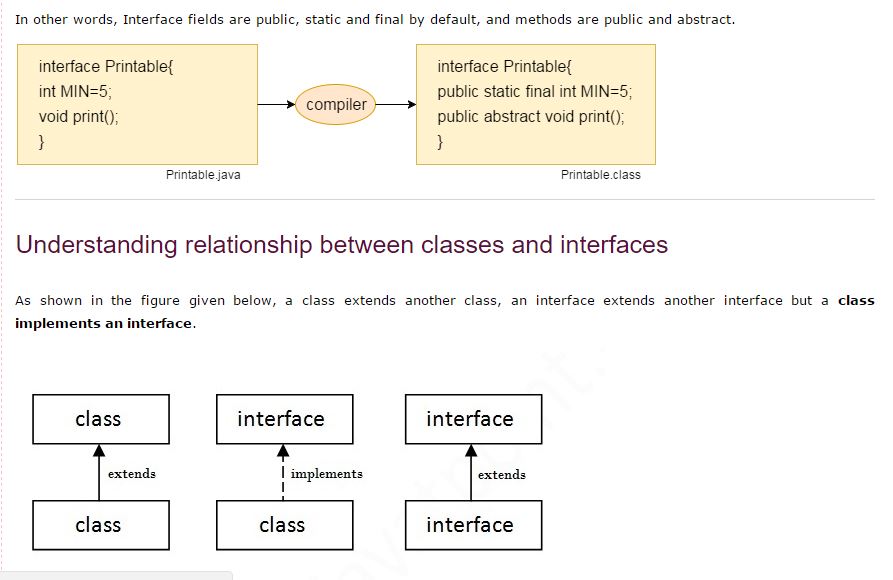 In other words, Interface fields are public, static and final by default, and methods are public and abstract.
interface Printable{
int MIN=5;
void print();
}
Printable.java
compiler
interface Printable{
public static final int MIN=5;
public abstract void print();
}
Printable.class
Understanding relationship between classes and interfaces
As shown in the figure given below, a class extends another class, an interface extends another interface but a class
implements an interface.
class
extends
class
interface
implements
class
interface
extends
interface